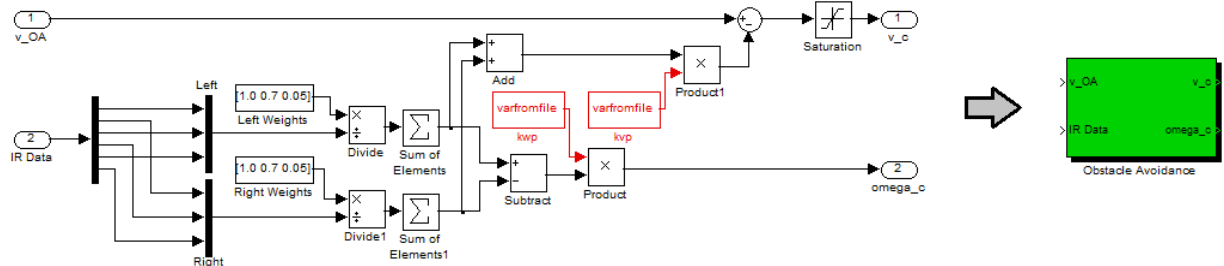 1
v_OA
Saturation
1
v_c
Add
×
Product1
Left
[1.0 0.7 0.05]
Left Weights
×
÷
Divide
Σ
Sum of
Elements
varfromfile
kwp
varfromfile
kvp
2
IR Data
[1.0 0.7 0.05]
Right Weights
×
÷
Divide1
Σ
Sum of
Elements1
+
+
+
−
Subtract
×
Product
2
omega_c
Right
+
−
v_OA
v_c
IR Data
omega_c
Obstacle Avoidance